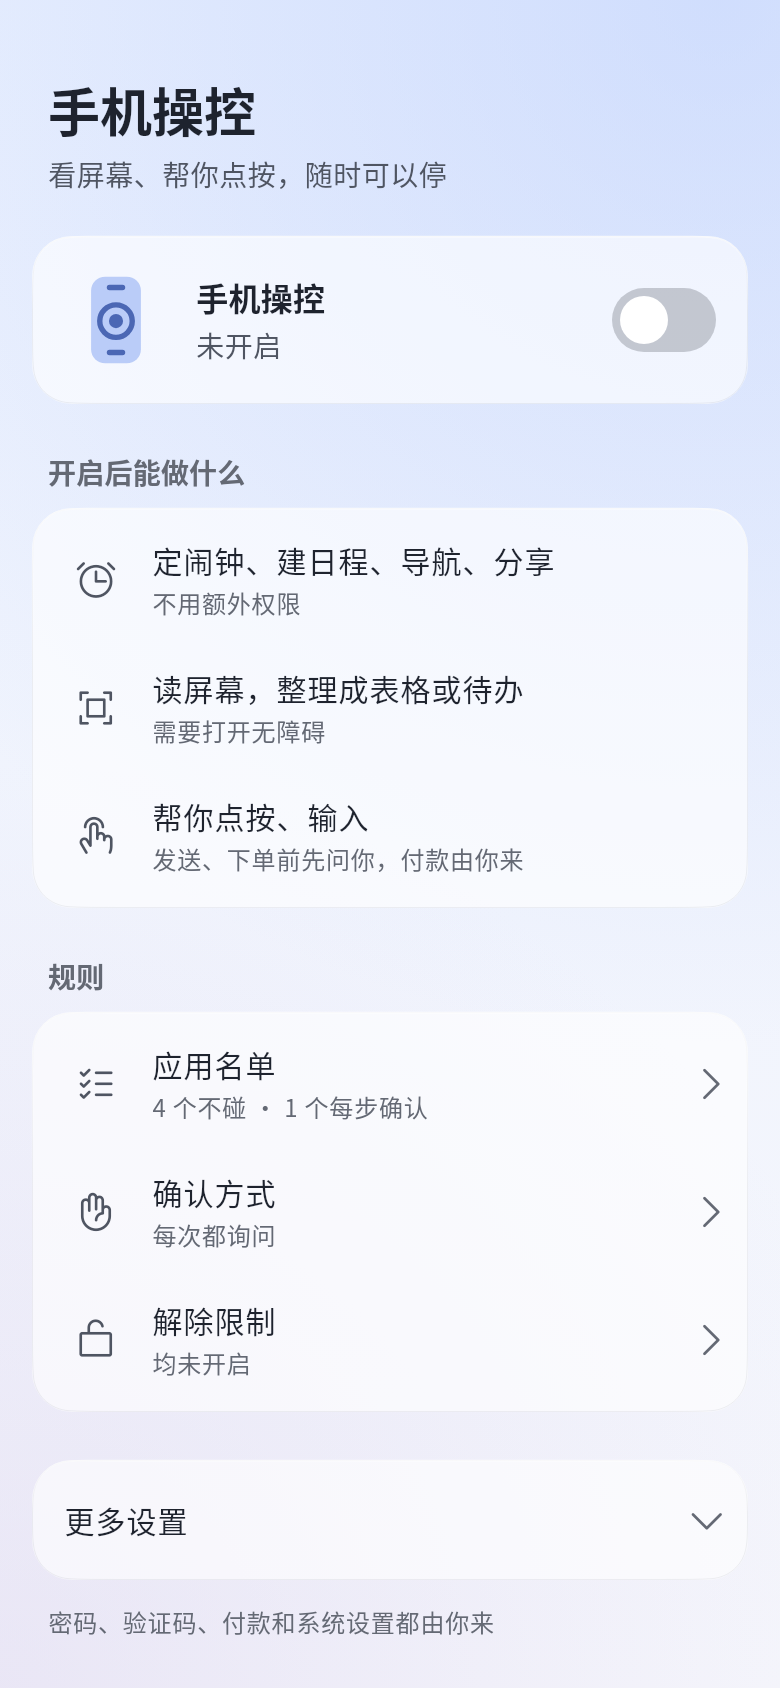 手机操控
看屏幕、帮你点按，随时可以停
手机操控
未开启
开启后能做什么
定闹钟、建日程、导航、分享
不用额外权限
读屏幕，整理成表格或待办
需要打开无障碍
帮你点按、输入
发送、下单前先问你，付款由你来
规则
应用名单
4 个不碰 · 1 个每步确认
确认方式
每次都询问
解除限制
均未开启
更多设置
密码、验证码、付款和系统设置都由你来